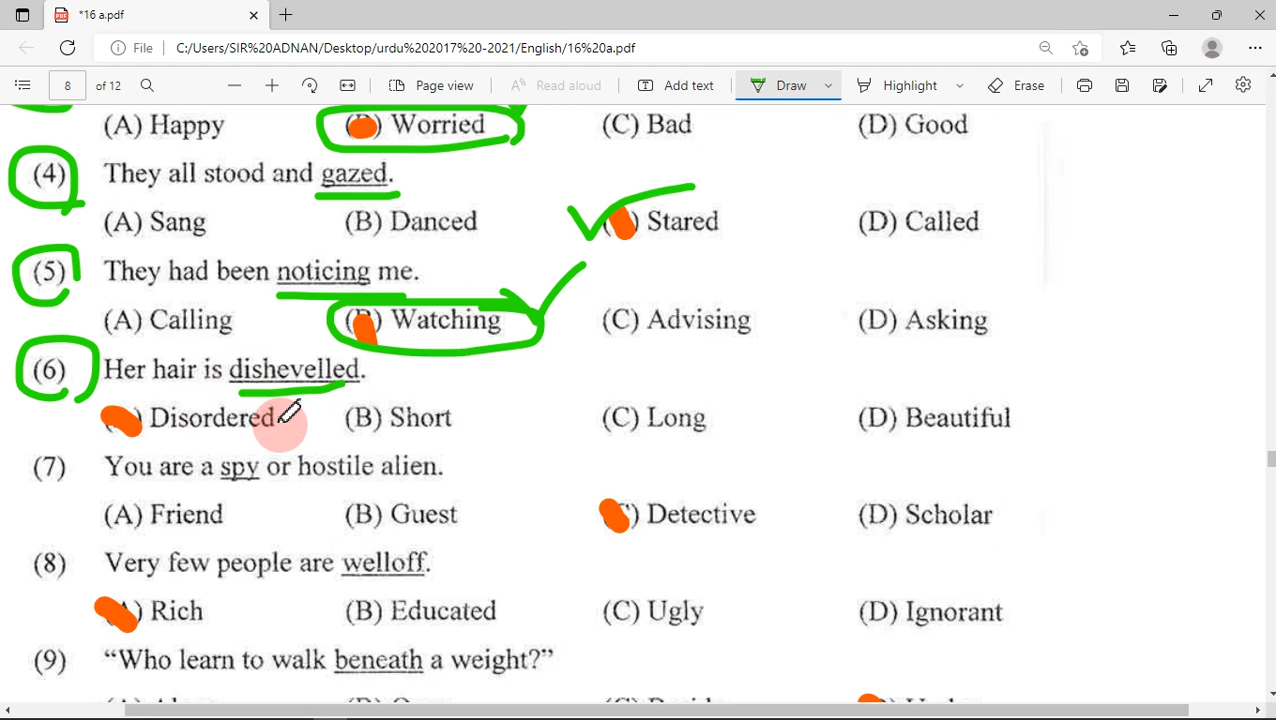 *16 a.pdf
File C:/Users/SIR%20ADNAN/Desktop/urdu%202017%20-2021/English/16%20a.pdf
8 of 12 Page view Read aloud Add text Draw Highlight Erase
(A) Happy (B) Worried (C) Bad (D) Good
(4) They all stood and gazed.
(A) Sang (B) Danced ( ) Stared (D) Called
(5) They had been noticing me.
(A) Calling (B) Watching (C) Advising (D) Asking
(6) Her hair is dishevelled.
Disordered (B) Short (C) Long (D) Beautiful
(7) You are a spy or hostile alien.
(A) Friend (B) Guest (C) Detective (D) Scholar
(8) Very few people are welloff.
(A) Rich (B) Educated (C) Ugly (D) Ignorant
(9) “Who learn to walk beneath a weight?”